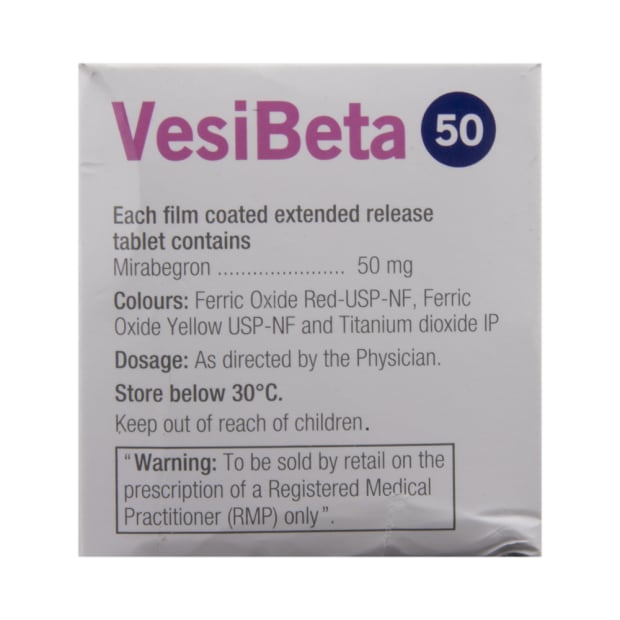 VesiBeta 50
Each film coated extended release
tablet contains
Mirabegron ...................... 50 mg
Colours: Ferric Oxide Red-USP-NF, Ferric
Oxide Yellow USP-NF and Titanium dioxide IP
Dosage: As directed by the Physician.
Store below 30°C.
Keep out of reach of children.
“Warning: To be sold by retail on the
prescription of a Registered Medical
Practitioner (RMP) only”.